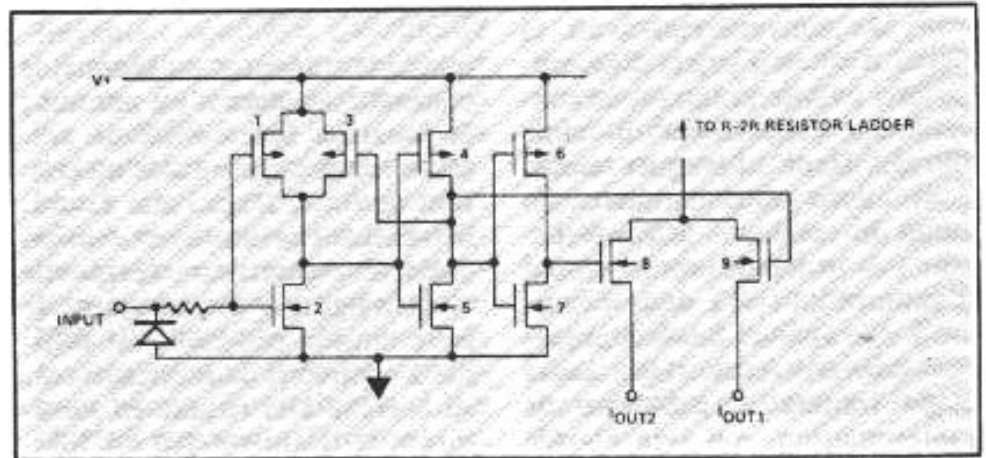 V+
1
3
4
6
TO R-2R RESISTOR LADDER
INPUT
2
5
7
8
9
IOUT2
IOUT1